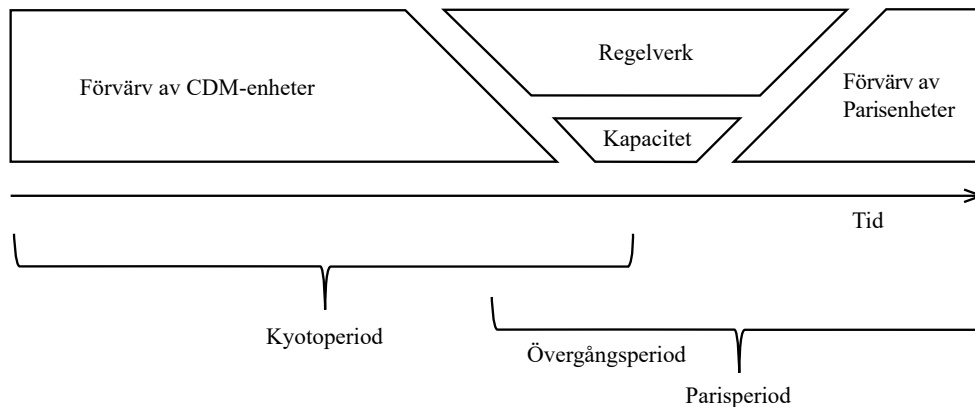 Förvärv av CDM-enheter
Regelverk
Kapacitet
Förvärv av
Parisenheter
Tid
Kyotoperiod
Övergångsperiod
Parisperiod